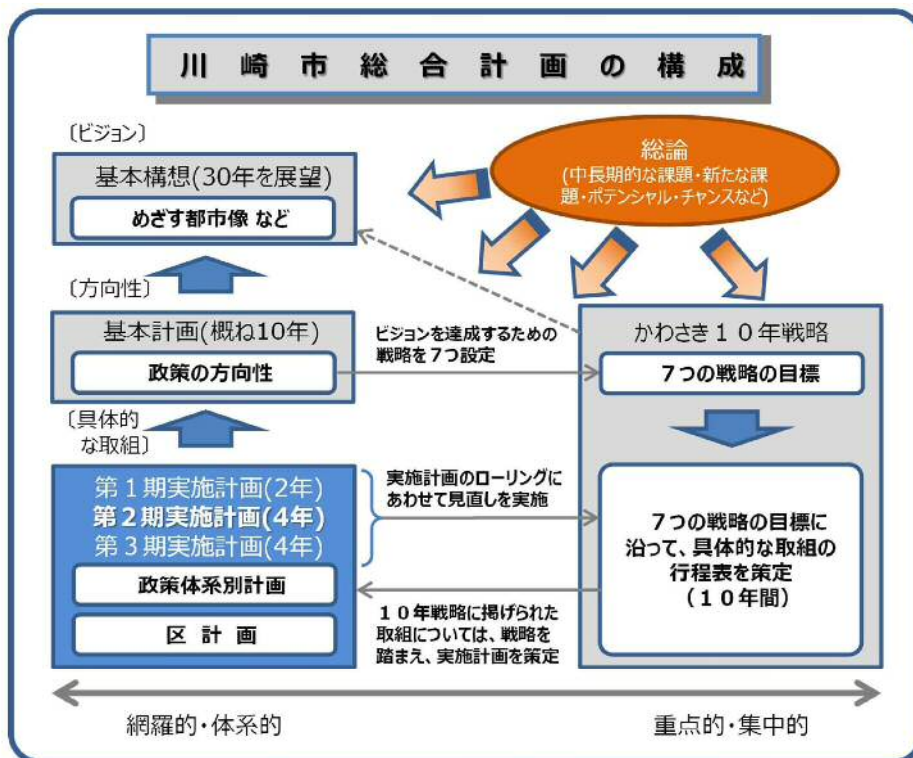 川崎市総合計画の構成
〔ビジョン〕
基本構想(30年を展望)
めざす都市像 など
総論
(中長期的な課題・新たな課
題・ポテンシャル・チャンスなど)
〔方向性〕
基本計画(概ね10年)
政策の方向性
ビジョンを達成するための
戦略を7つ設定
かわさき10年戦略
7つの戦略の目標
〔具体的
な取組〕
第1期実施計画(2年)
第2期実施計画(4年)
第3期実施計画(4年)
政策体系別計画
区 計 画
実施計画のローリングに
あわせて見直しを実施
10年戦略に掲げられた
取組については、戦略を
踏まえ、実施計画を策定
7つの戦略の目標に
沿って、具体的な取組の
行程表を策定
(10年間)
網羅的・体系的
重点的・集中的